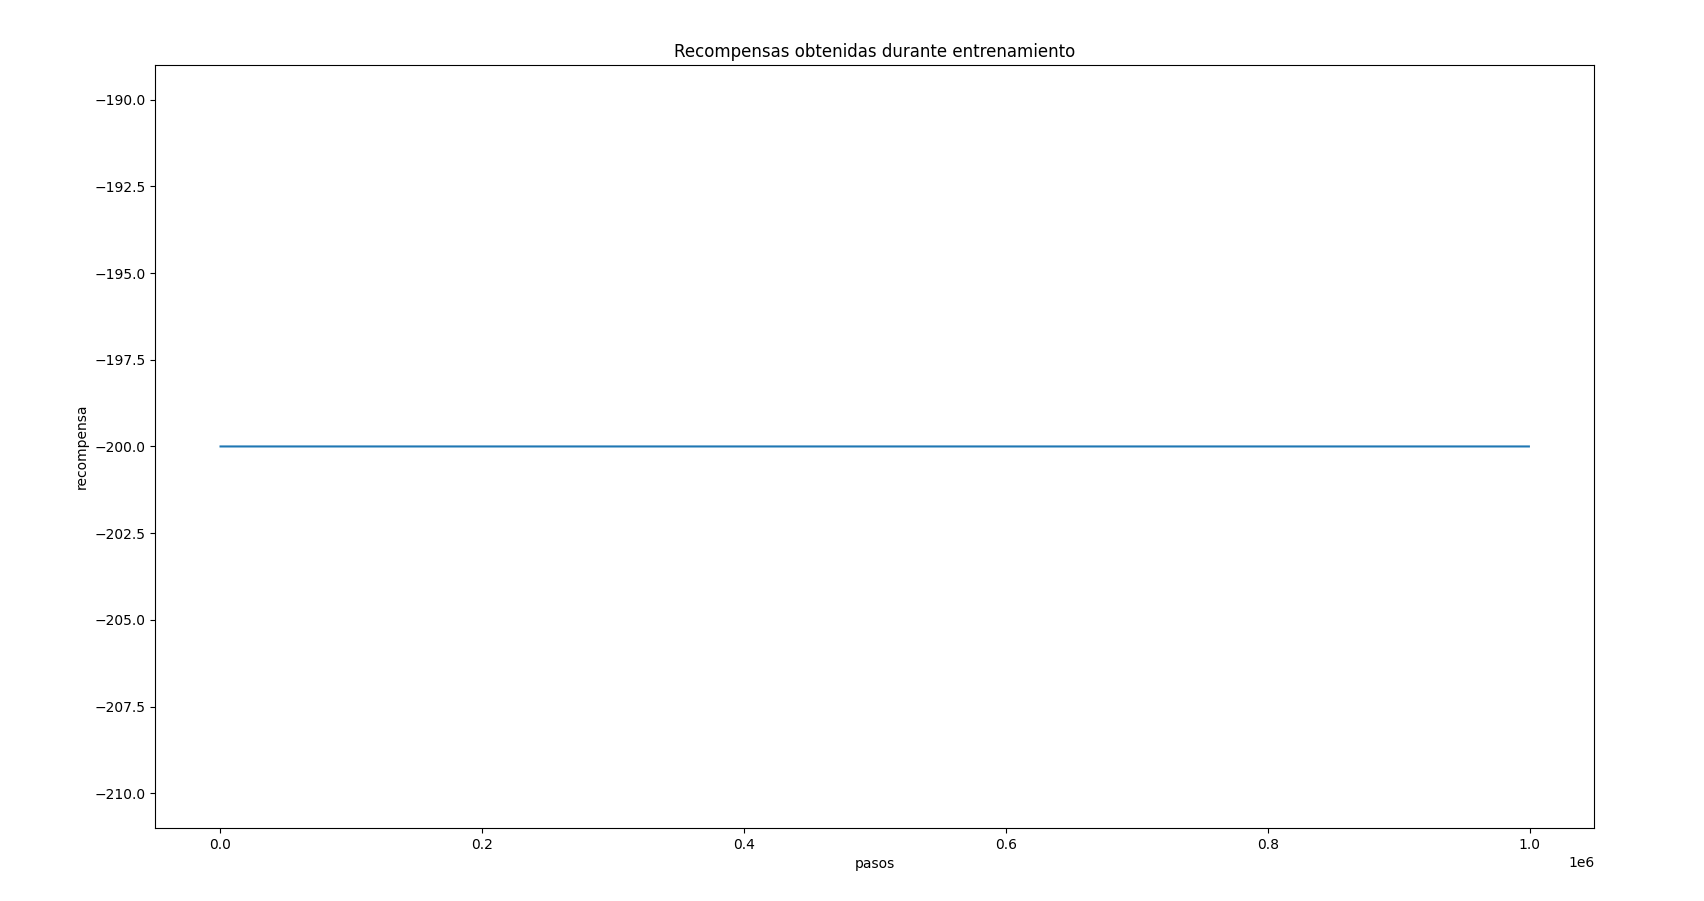 Recompensas obtenidas durante entrenamiento
−190.0
−192.5
−195.0
−197.5
−200.0
−202.5
−205.0
−207.5
−210.0
recompensa
0.0 0.2 0.4 0.6 0.8 1.0
1e6
pasos